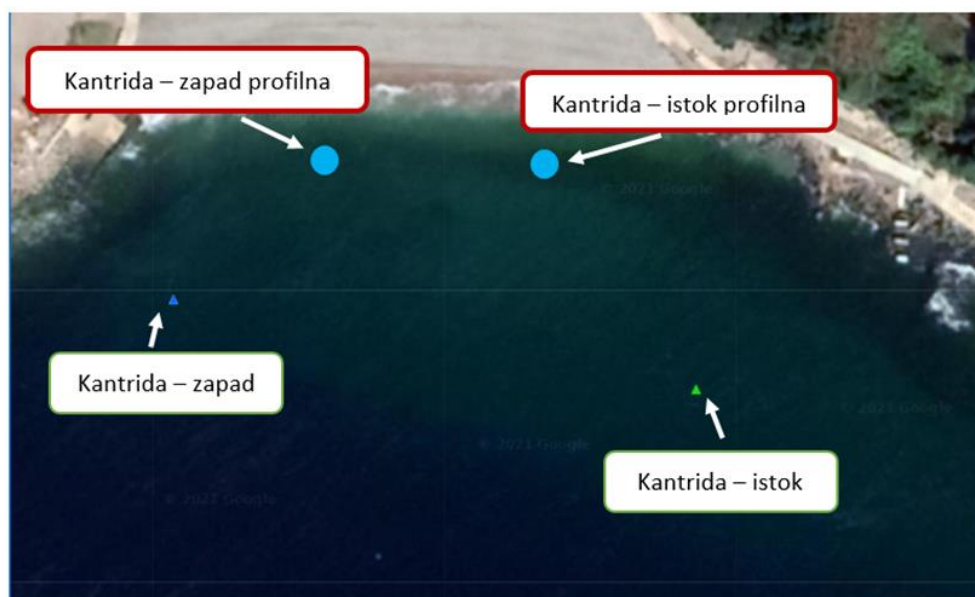 Kantrida – zapad profilna
Kantrida – istok profilna
© 2021 Google
Kantrida – zapad
© 2021 Google
© 2021 Google
Kantrida – istok
© 2021 Google